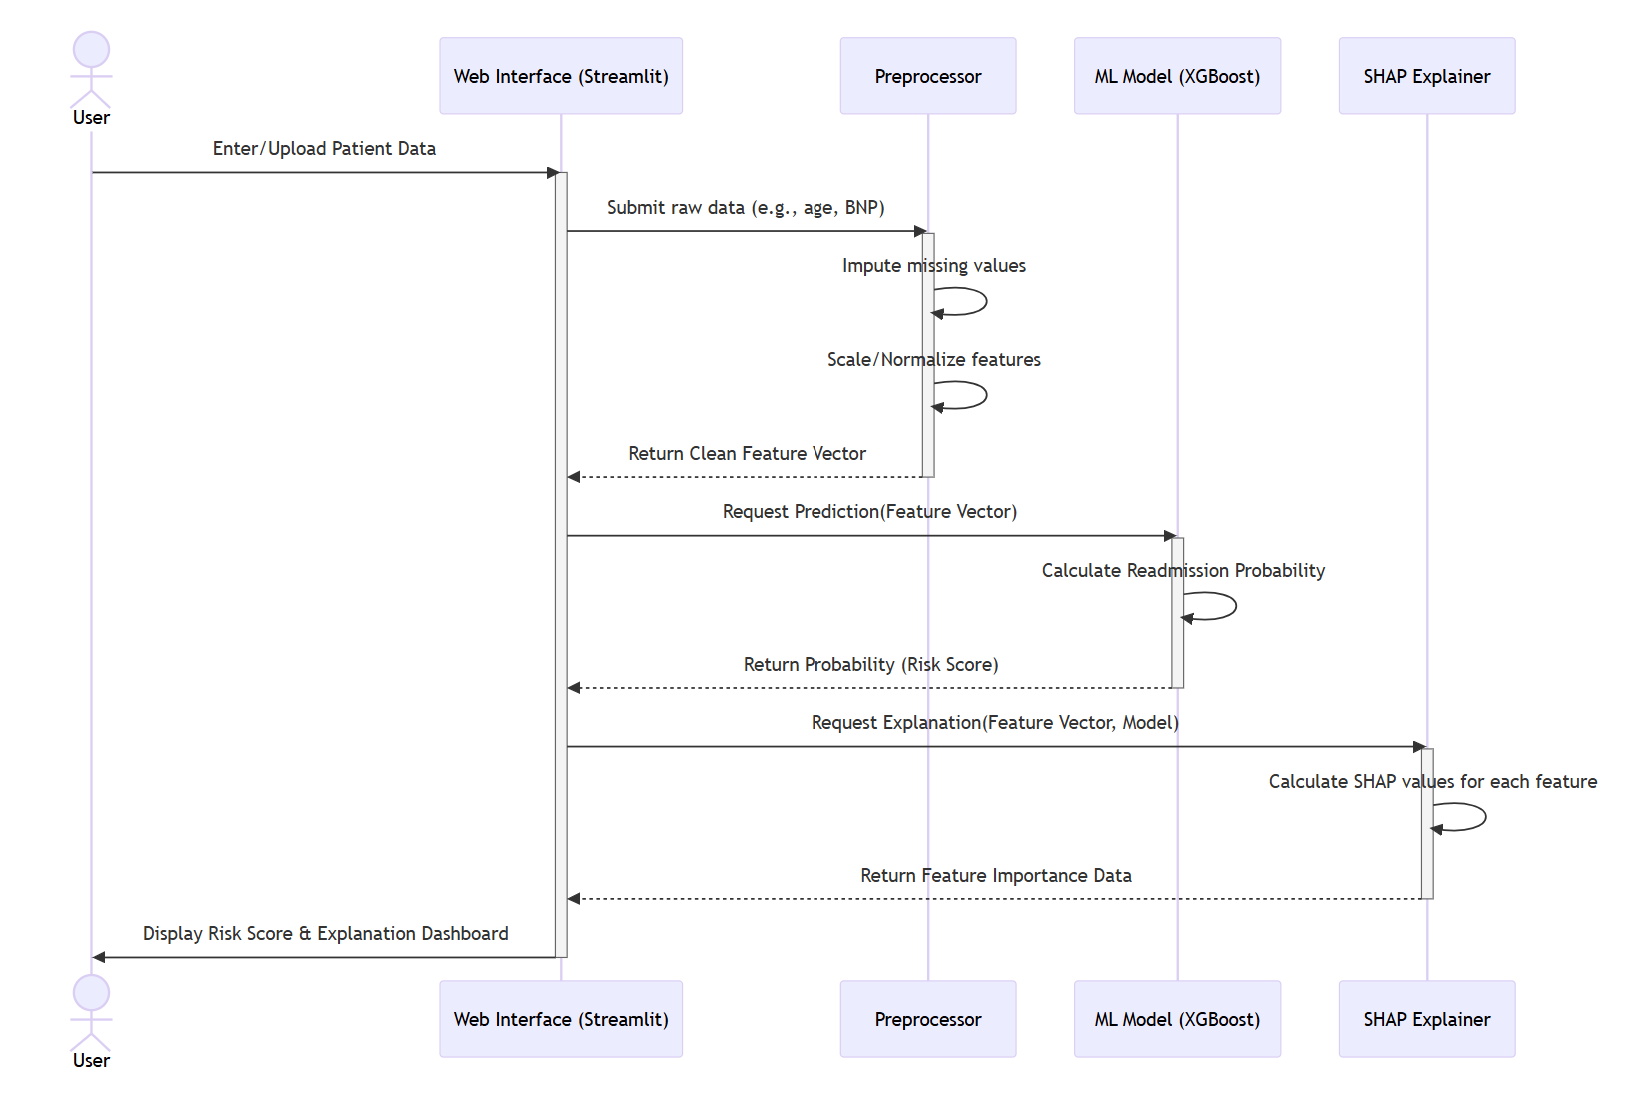 User
Web Interface (Streamlit)
Preprocessor
ML Model (XGBoost)
SHAP Explainer
Enter/Upload Patient Data
Submit raw data (e.g., age, BNP)
Impute missing values
Scale/Normalize features
Return Clean Feature Vector
Request Prediction(Feature Vector)
Calculate Readmission Probability
Return Probability (Risk Score)
Request Explanation(Feature Vector, Model)
Calculate SHAP values for each feature
Return Feature Importance Data
Display Risk Score & Explanation Dashboard
User
Web Interface (Streamlit)
Preprocessor
ML Model (XGBoost)
SHAP Explainer